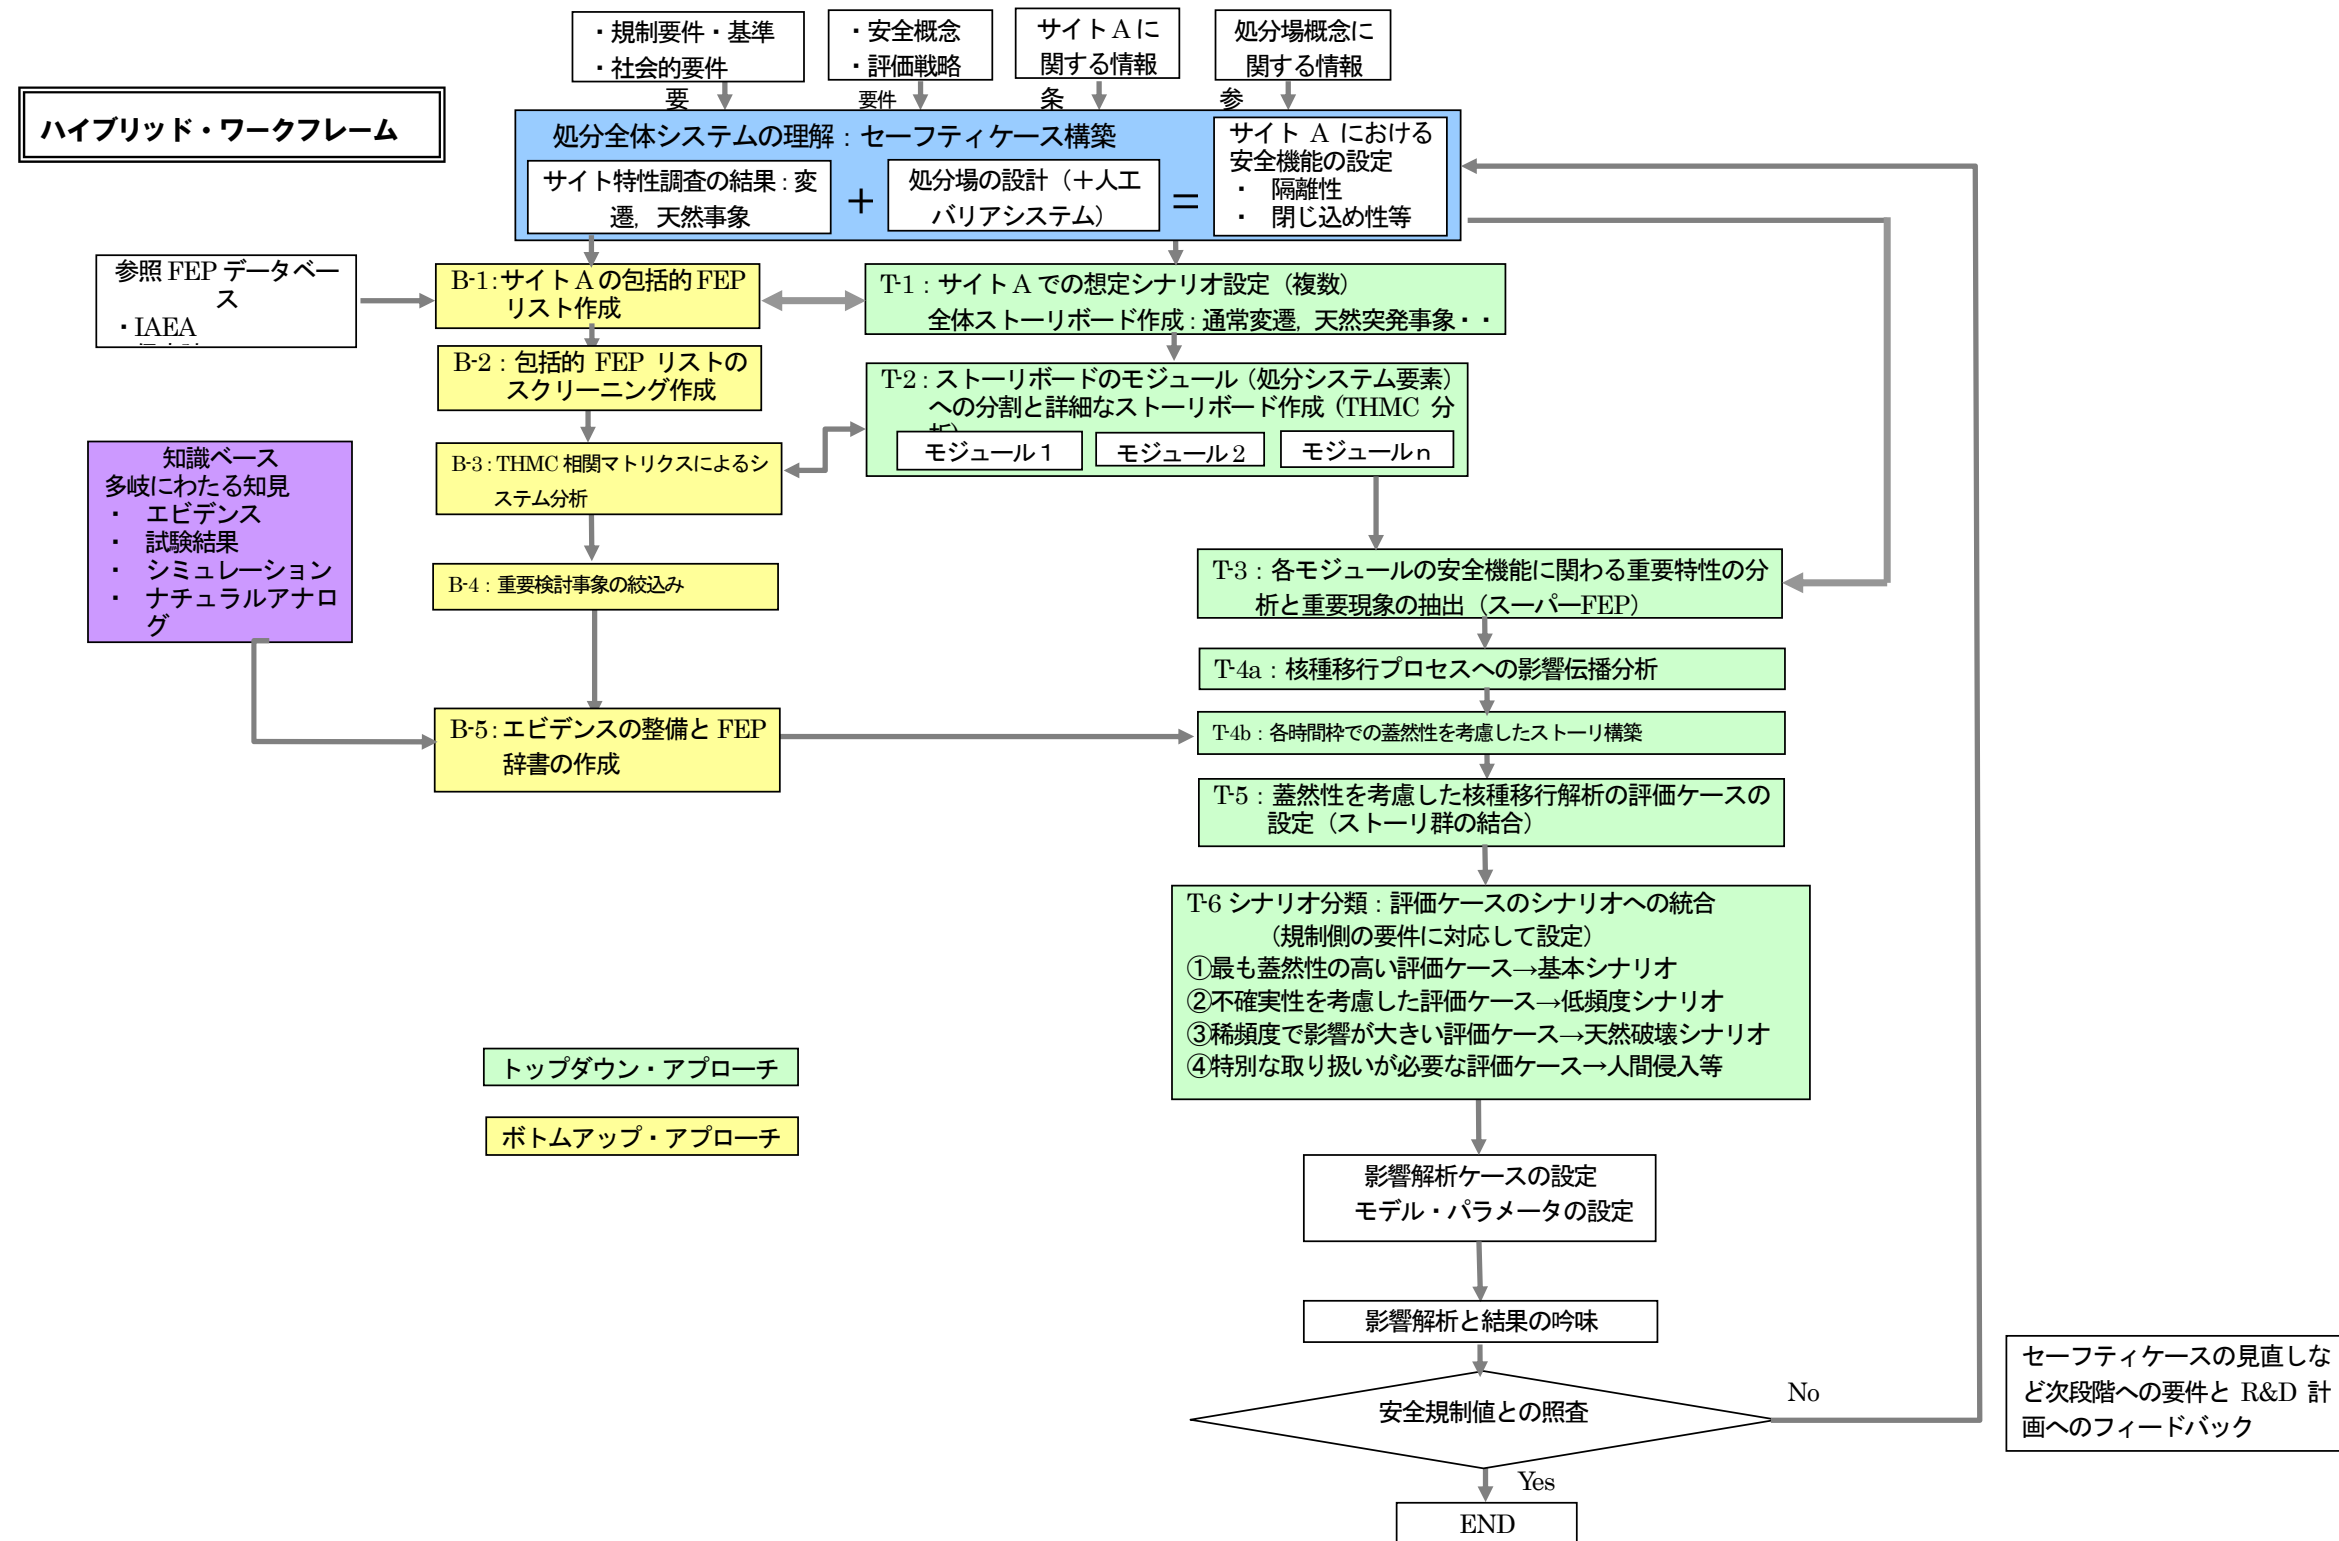 ・規制要件・基準
・社会的要件
・安全概念
・評価戦略
サイト A に
関する情報
処分場概念に
関する情報
要
要件
条
参
ハイブリッド・ワークフレーム
処分全体システムの理解：セーフティケース構築
サイト特性調査の結果：変
遷，天然事象
＋
処分場の設計（＋人工
バリアシステム）
＝
サイト A における
安全機能の設定
・ 隔離性
・ 閉じ込め性等
参照 FEP データベー
ス
・IAEA
B-1：サイト A の包括的 FEP
リスト作成
T-1：サイト A での想定シナリオ設定（複数）
全体ストーリボード作成：通常変遷，天然突発事象・・
B-2：包括的 FEP リストの
スクリーニング作成
T-2：ストーリボードのモジュール（処分システム要素）
への分割と詳細なストーリボード作成（THMC 分
析）
モジュール１
モジュール２
モジュールｎ
知識ベース
多岐にわたる知見
・ エビデンス
・ 試験結果
・ シミュレーション
・ ナチュラルアナロ
グ
B-3：THMC 相関マトリクスによるシ
ステム分析
B-4：重要検討事象の絞込み
T-3：各モジュールの安全機能に関わる重要特性の分
析と重要現象の抽出（スーパーFEP）
T-4a：核種移行プロセスへの影響伝播分析
B-5：エビデンスの整備と FEP
辞書の作成
T-4b：各時間枠での蓋然性を考慮したストーリ構築
T-5：蓋然性を考慮した核種移行解析の評価ケースの
設定（ストーリ群の結合）
T-6 シナリオ分類：評価ケースのシナリオへの統合
（規制側の要件に対応して設定）
①最も蓋然性の高い評価ケース→基本シナリオ
②不確実性を考慮した評価ケース→低頻度シナリオ
③稀頻度で影響が大きい評価ケース→天然破壊シナリオ
④特別な取り扱いが必要な評価ケース→人間侵入等
トップダウン・アプローチ
ボトムアップ・アプローチ
影響解析ケースの設定
モデル・パラメータの設定
影響解析と結果の吟味
安全規制値との照査
No
Yes
END
セーフティケースの見直しな
ど次段階への要件と R&D 計
画へのフィードバック